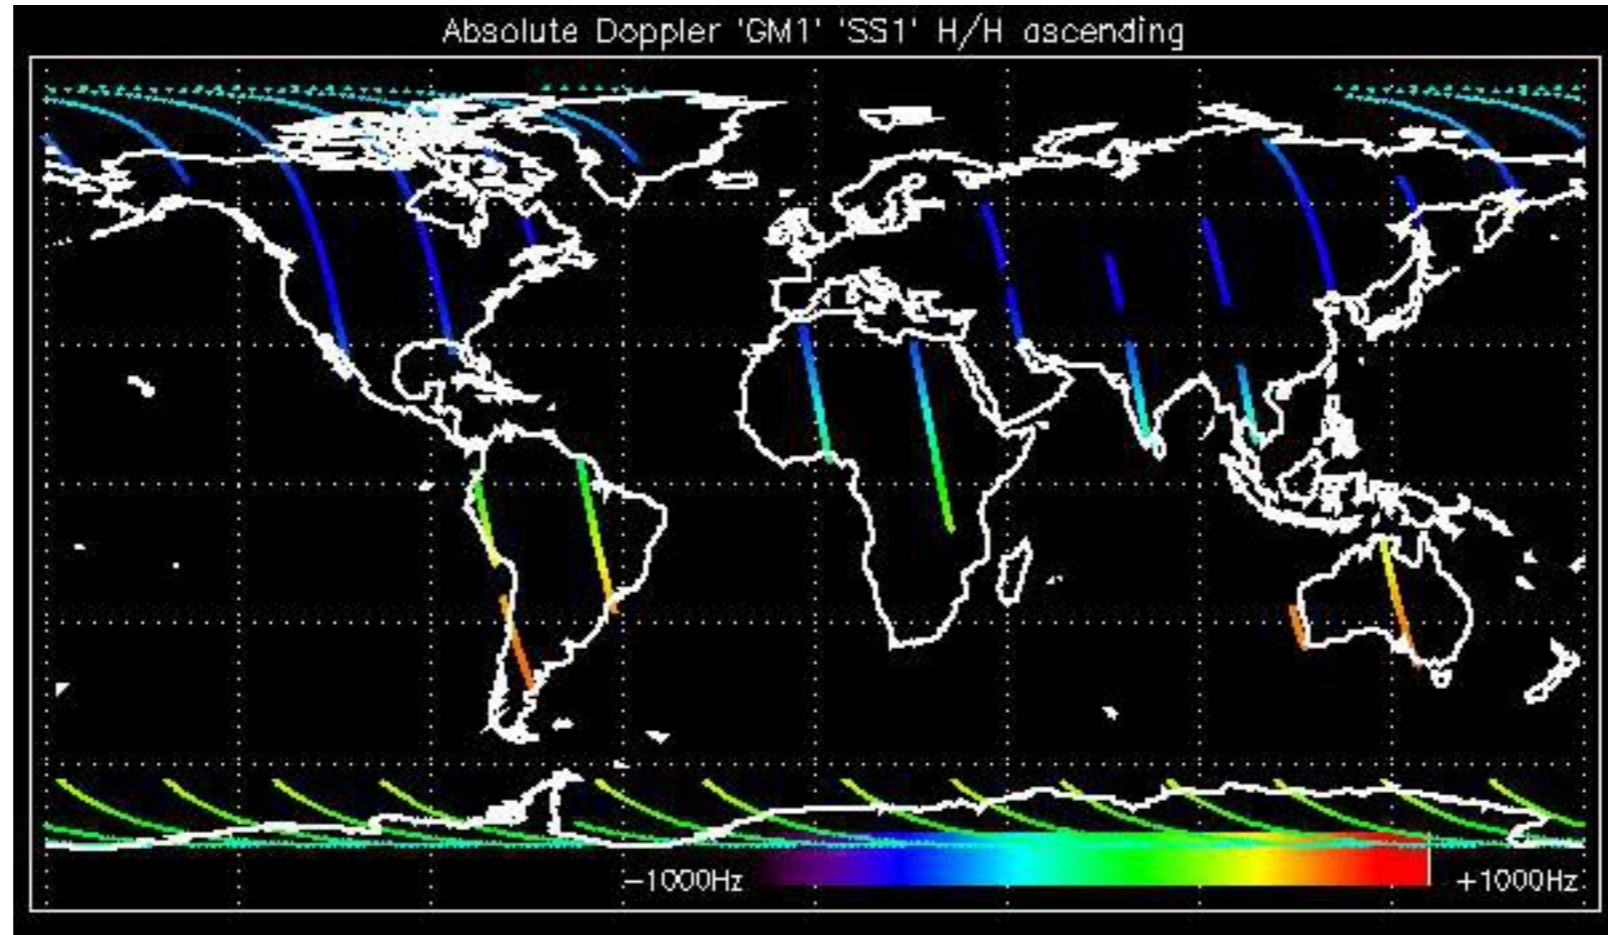 Absolute Doppler 'GM1' 'SS1' H/H ascending
−1000Hz +1000Hz